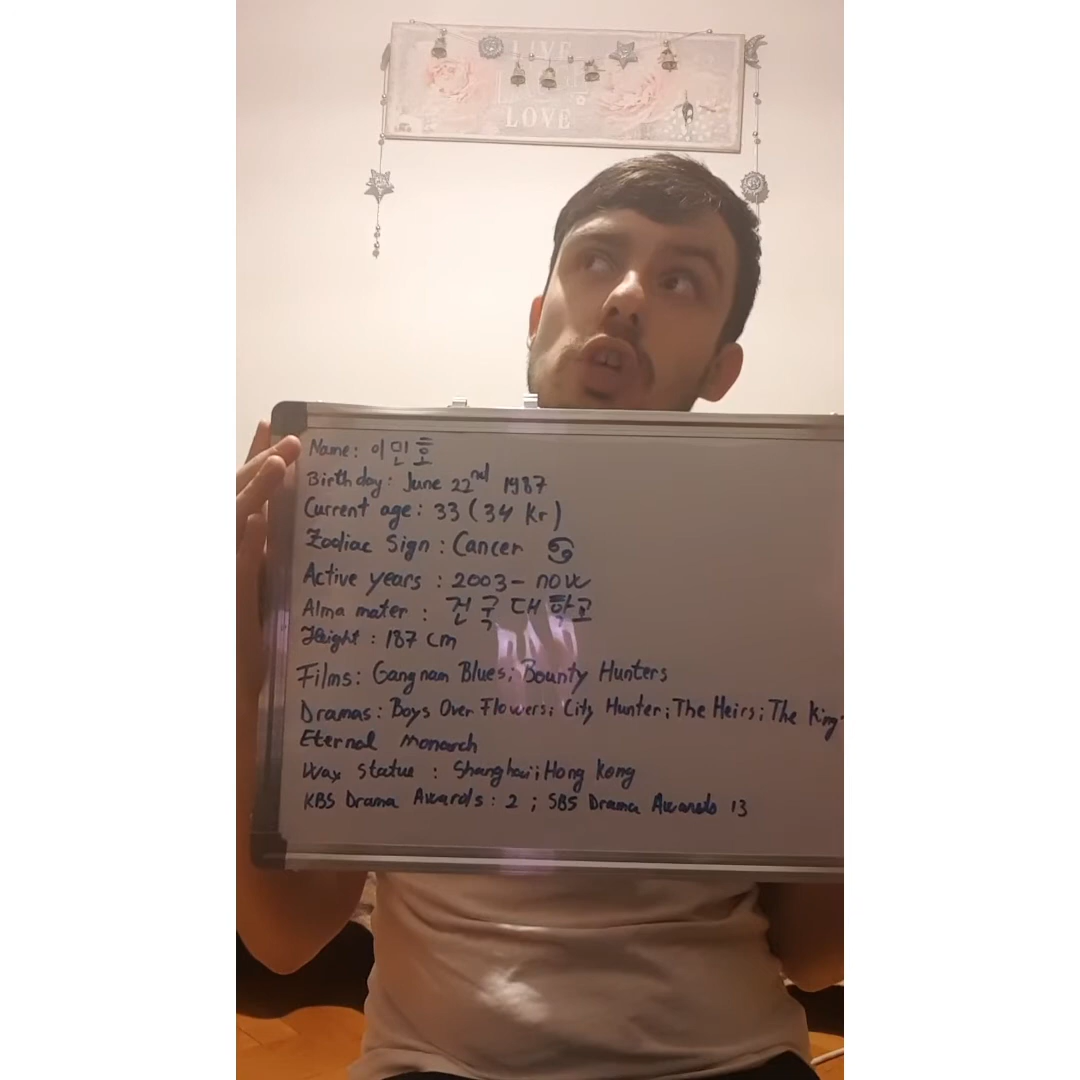 LIVE
LOVE
Name: 이민호
Birthday: June 22nd 1987
Current age: 33 (34 Kr)
Zodiac Sign: Cancer ♋
Active years: 2003 - now
Alma mater: 건국대학교
Height: 187 cm
Films: Gangnam Blues; Bounty Hunters
Dramas: Boys Over Flowers; City Hunter; The Heirs; The King-
Eternal Monarch
Wax statue: Shanghai; Hong Kong
KBS Drama Awards: 2; SBS Drama Awards 13